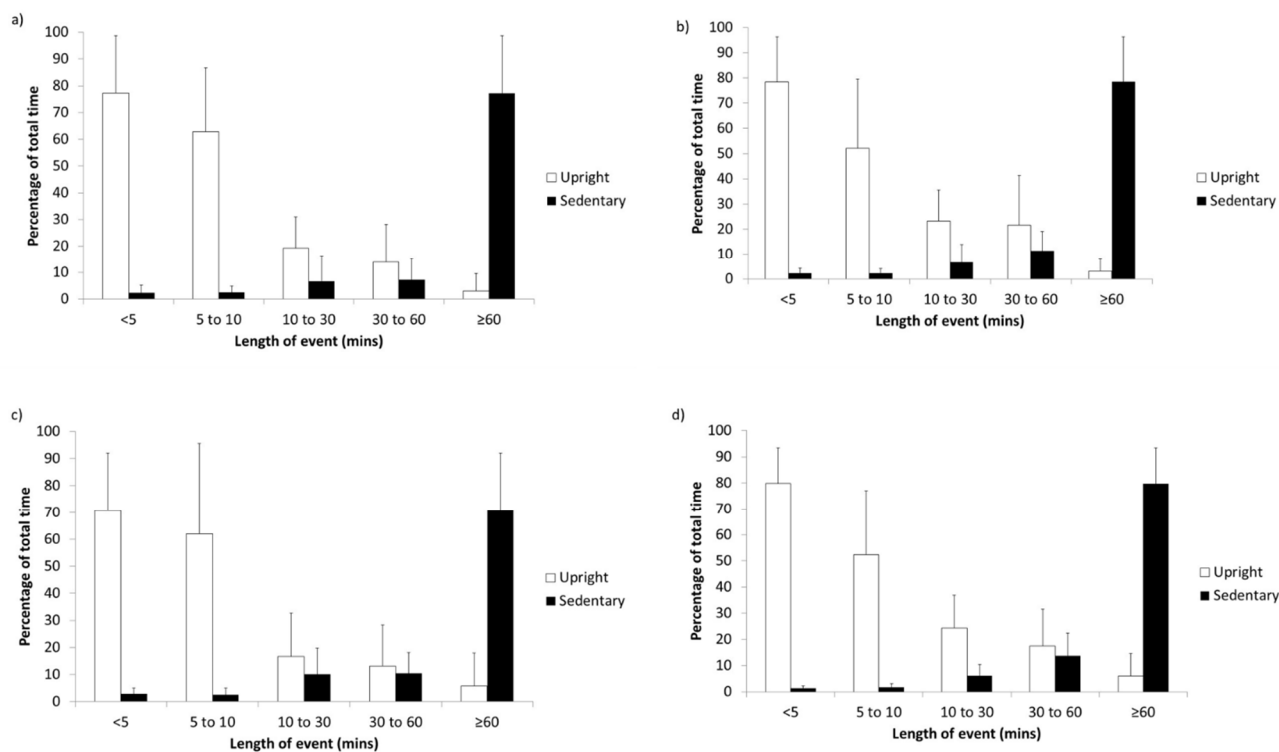 a)
100
90
80
70
60
50
40
30
20
10
0
Percentage of total time
<5 5 to 10 10 to 30 30 to 60 ≥60
Length of event (mins)
Upright
Sedentary
b)
100
90
80
70
60
50
40
30
20
10
0
Percentage of total time
<5 5 to 10 10 to 30 30 to 60 ≥60
Length of event (mins)
Upright
Sedentary
c)
100
90
80
70
60
50
40
30
20
10
0
Percentage of total time
<5 5 to 10 10 to 30 30 to 60 ≥60
Length of event (mins)
Upright
Sedentary
d)
100
90
80
70
60
50
40
30
20
10
0
Percentage of total time
<5 5 to 10 10 to 30 30 to 60 ≥60
Length of event (mins)
Upright
Sedentary